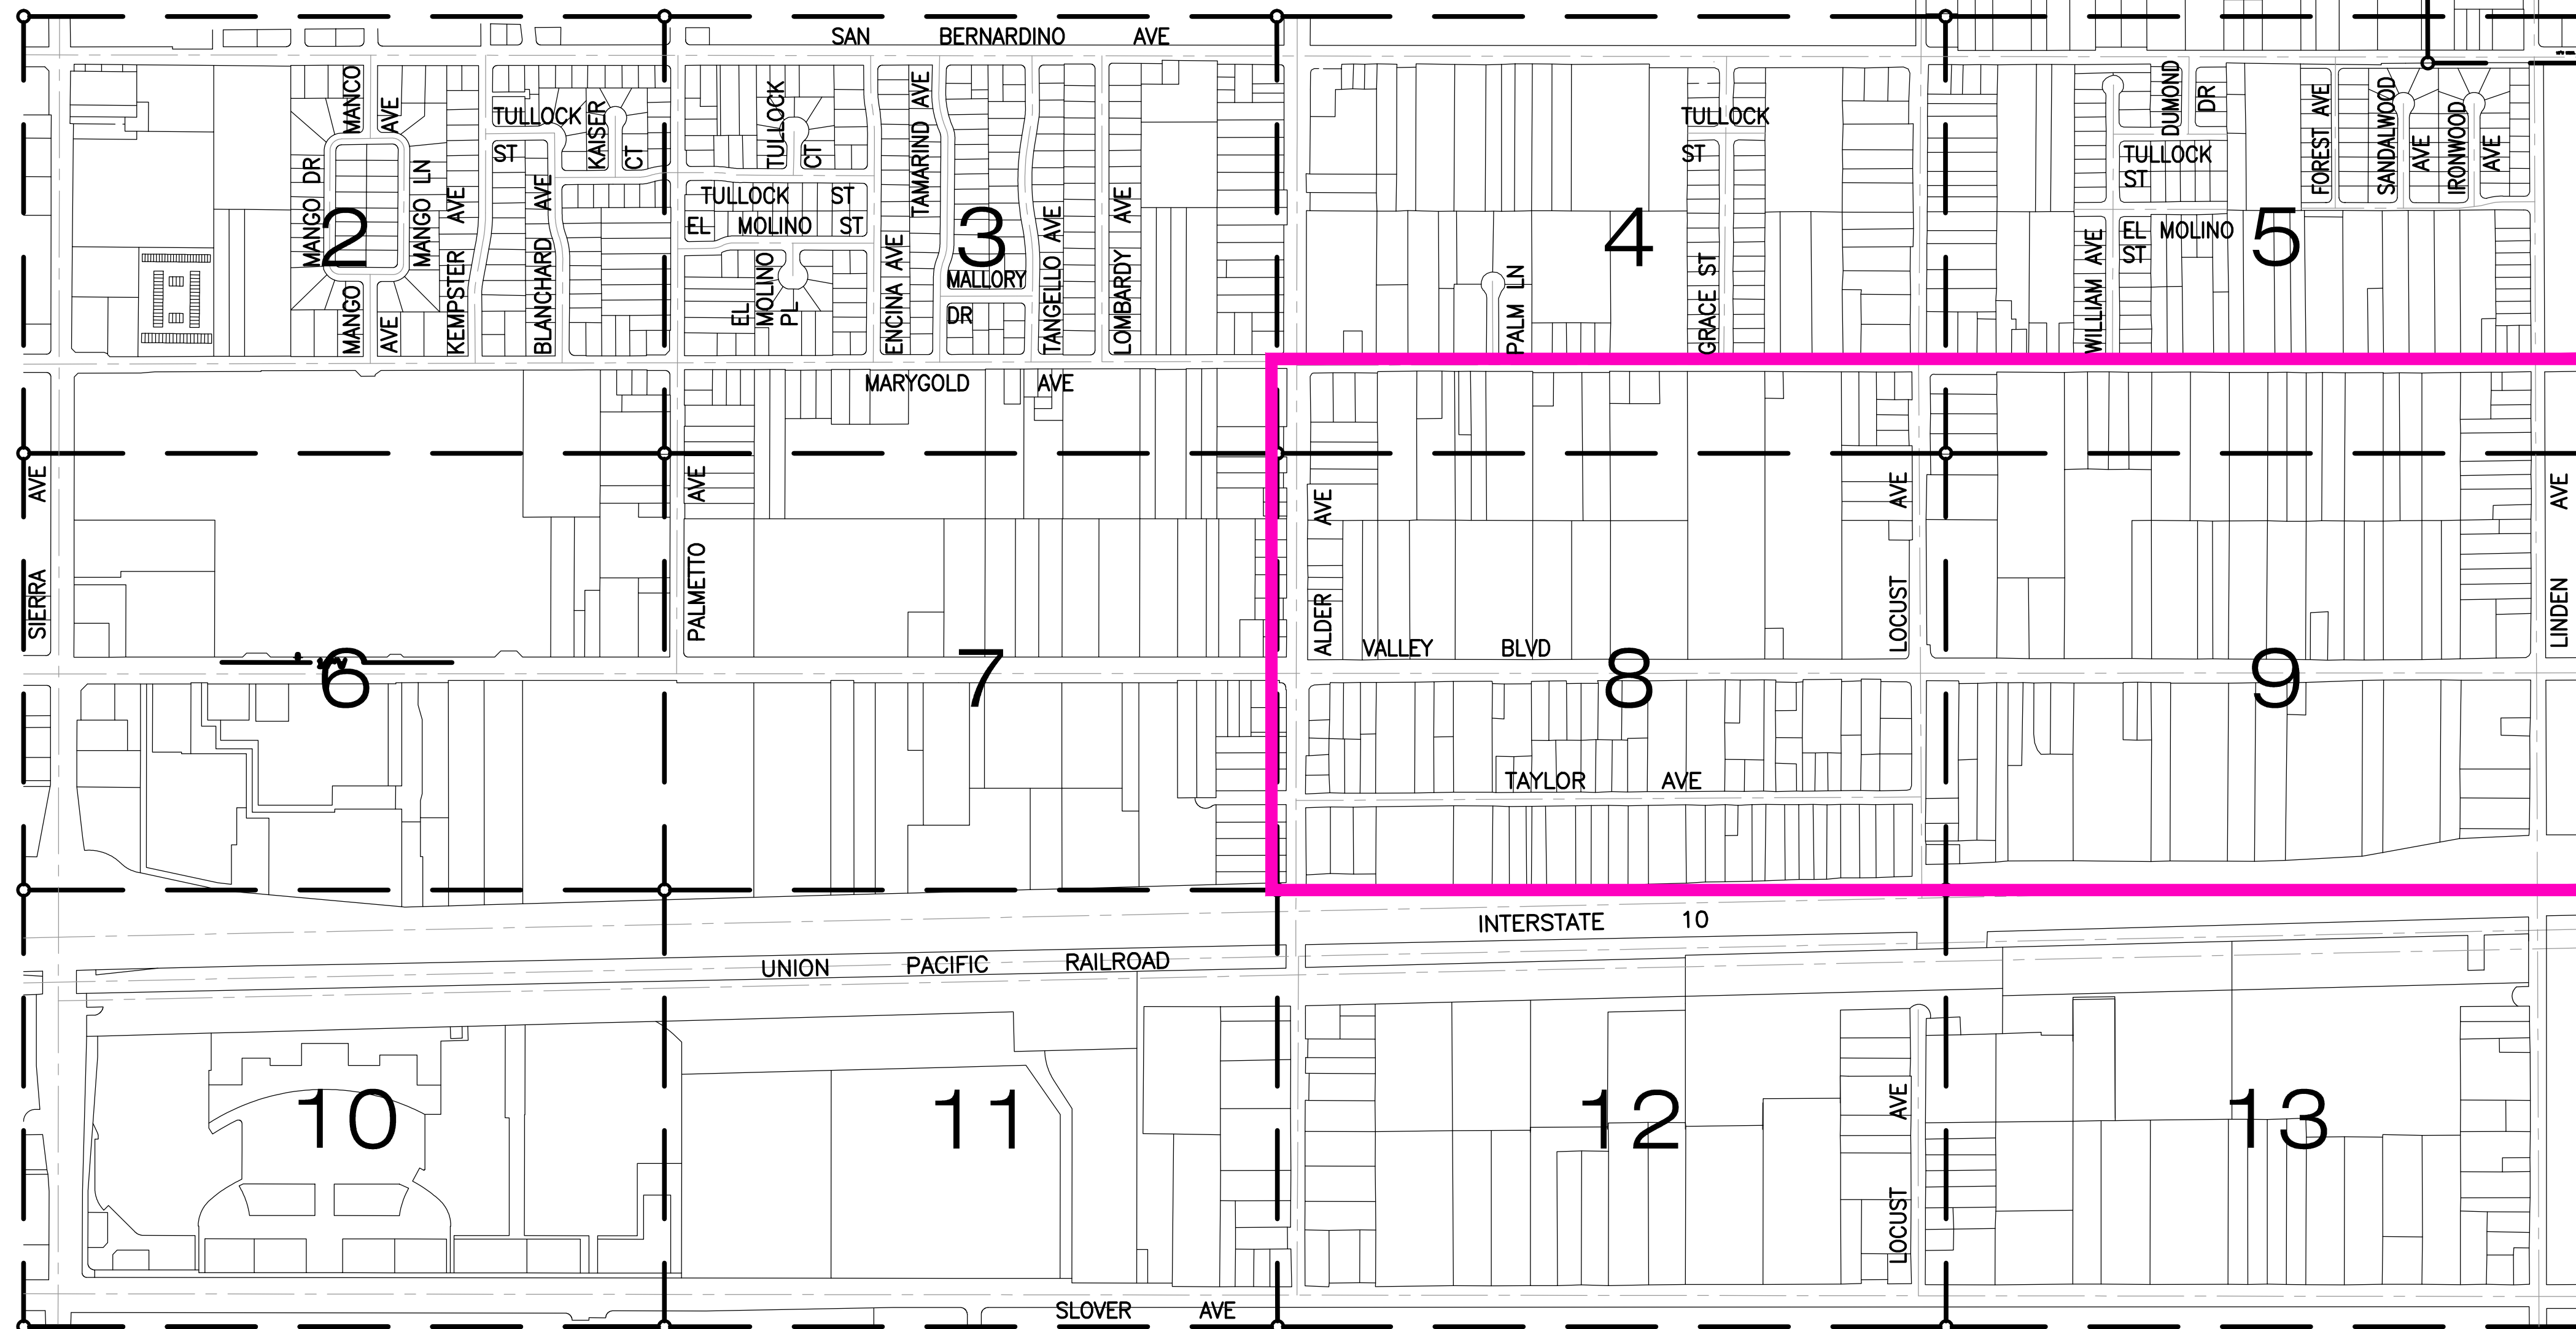 SAN BERNARDINO AVE
MANGO DR
MANCO AVE
MANGO LN
MANGO AVE
2
KEMPSTER AVE
TULLOCK ST
BLANCHARD AVE
KAISER CT
TULLOCK CT
TULLOCK ST
EL MOLINO ST
EL MOLINO PL
ENCINA AVE
TAMARIND AVE
3
MALLORY DR
TANGELLO AVE
LOMBARDY AVE
4
PALM LN
TULLOCK ST
GRACE ST
WILLIAM AVE
DUMOND DR
TULLOCK ST
EL MOLINO ST
5
FOREST AVE
SANDALWOOD AVE
IRONWOOD AVE
MARYGOLD AVE
SIERRA AVE
PALMETTO AVE
ALDER AVE
LOCUST AVE
LINDEN AVE
VALLEY BLVD
6
7
8
9
TAYLOR AVE
INTERSTATE 10
UNION PACIFIC RAILROAD
10
11
12
13
LOCUST AVE
SLOVER AVE